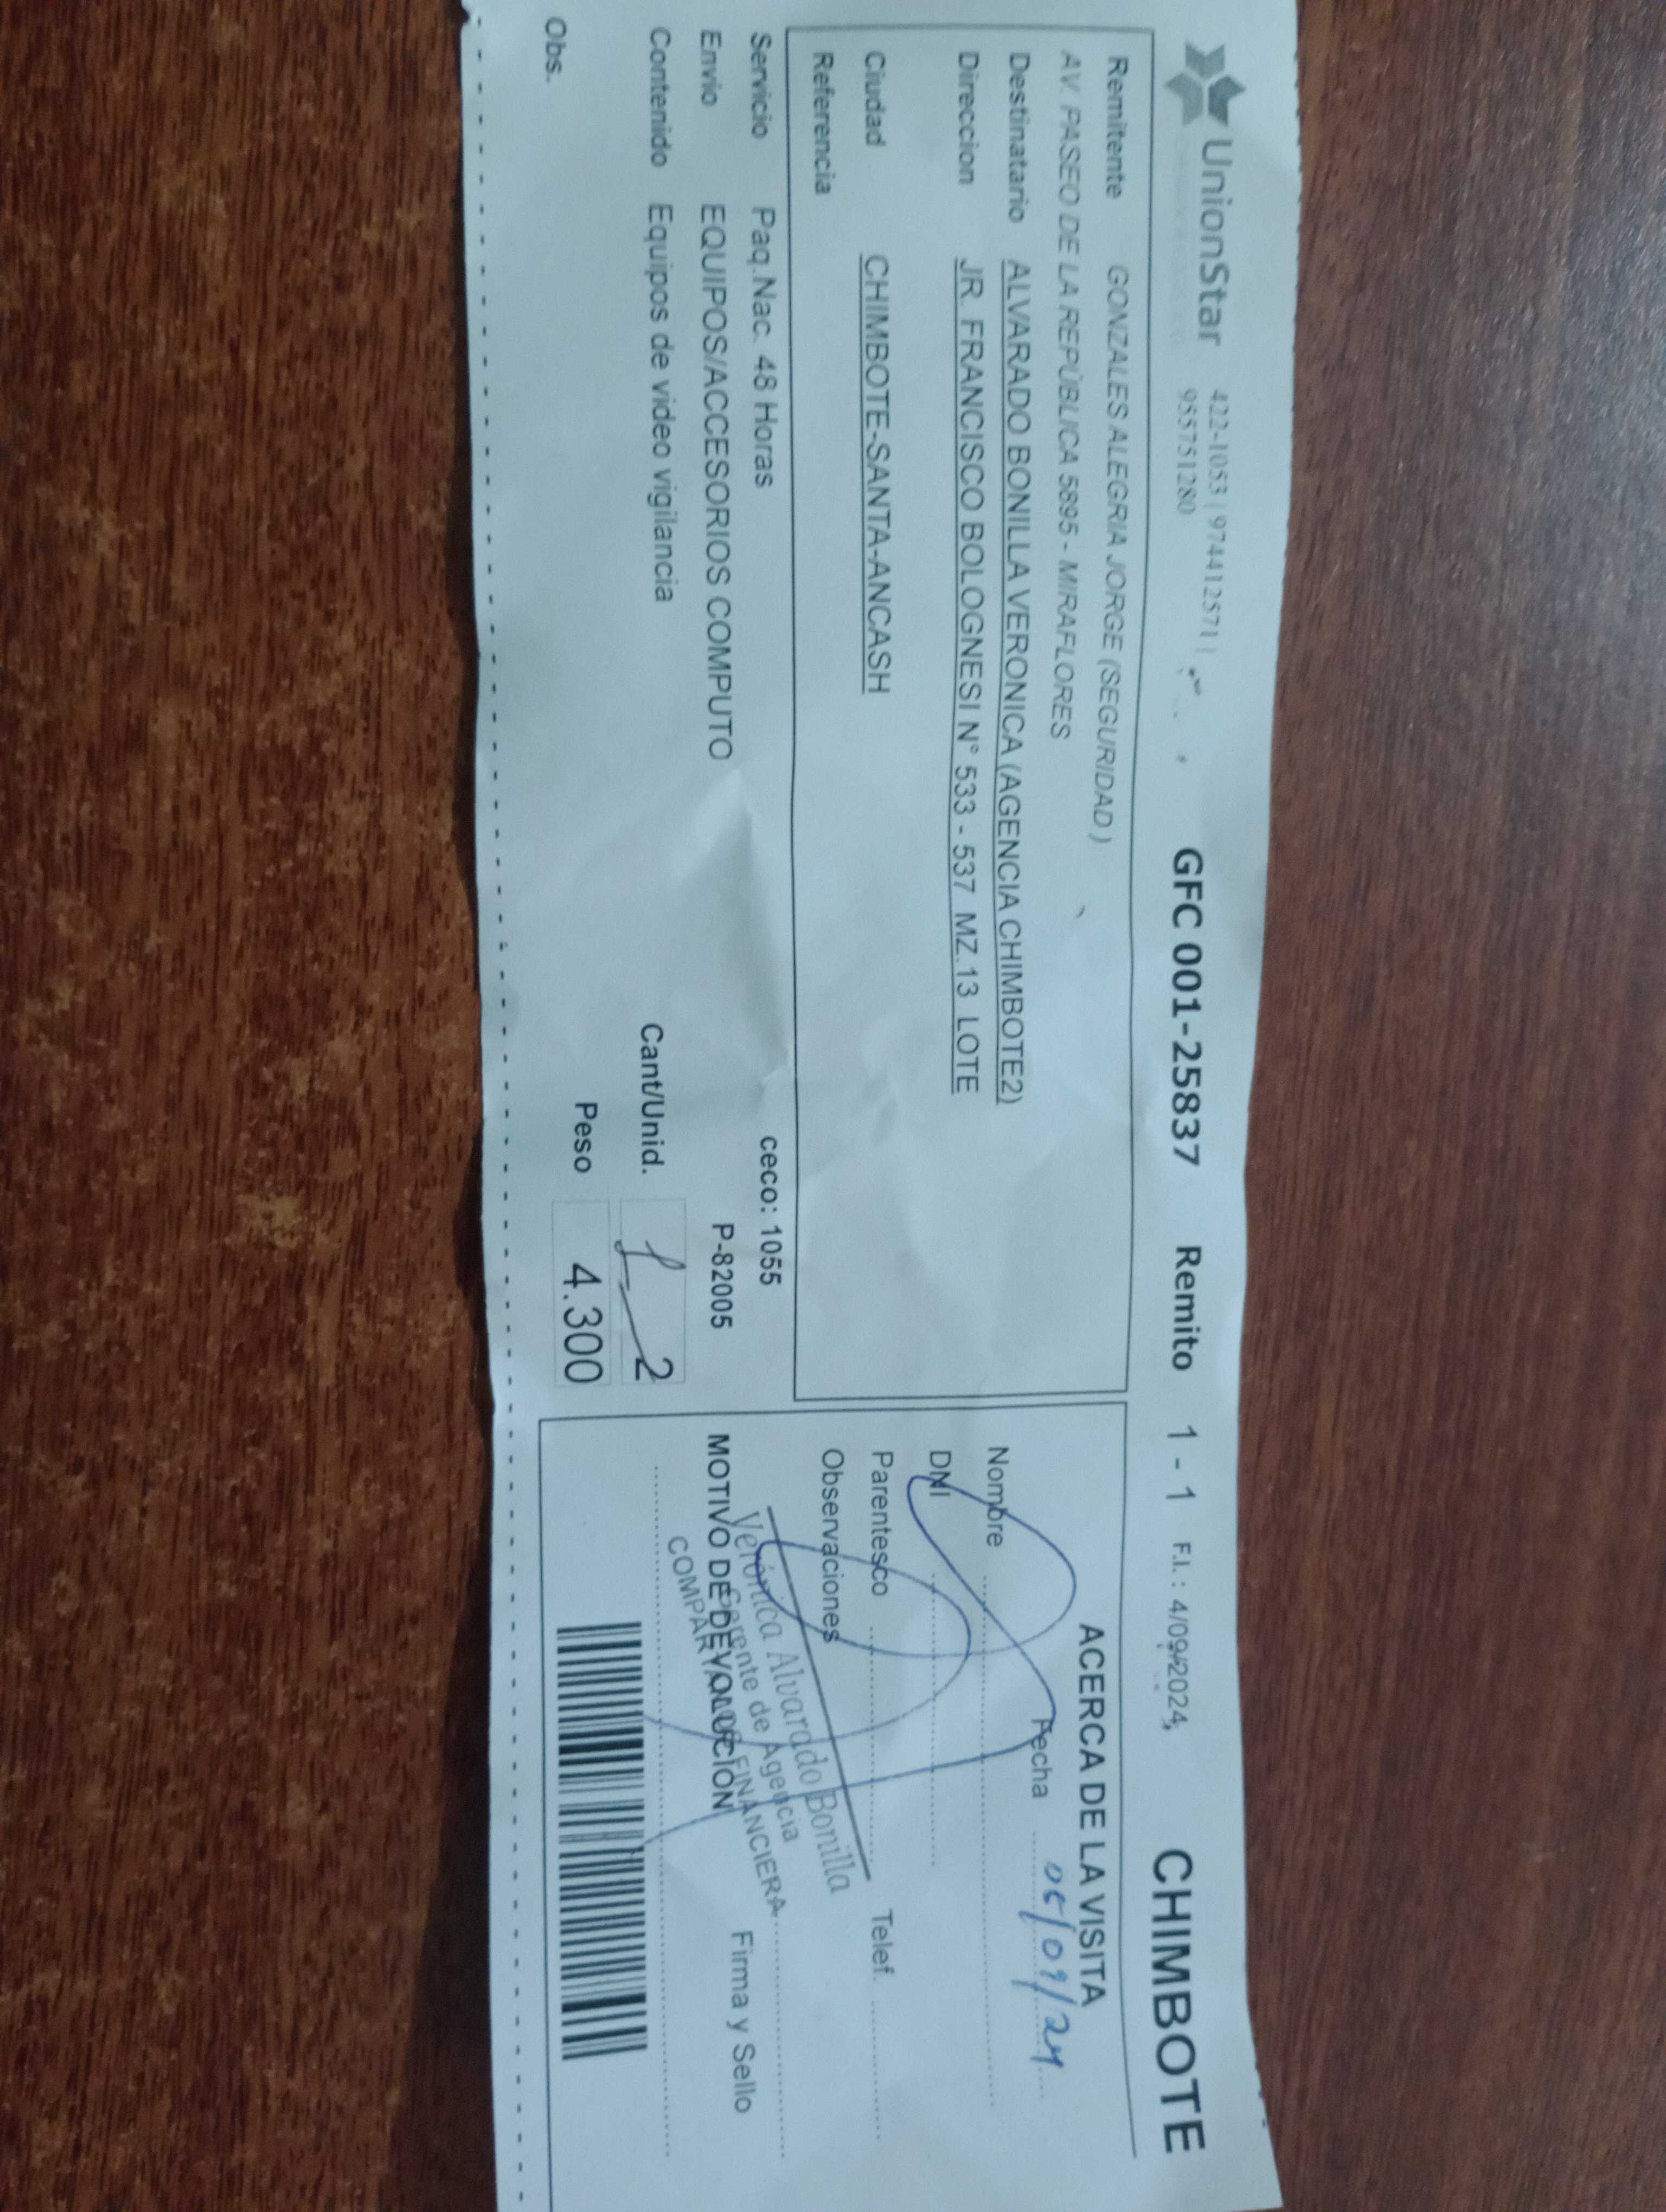 UnionStar 422-1053 | 974412571 | GFC 001-25837 Remito 1 - 1 F.I. : 4/09/2024, CHIMBOTE
955751280
Remitente GONZALES ALEGRIA JORGE (SEGURIDAD )
AV. PASEO DE LA REPÚBLICA 5895 - MIRAFLORES
Destinatario ALVARADO BONILLA VERONICA (AGENCIA CHIMBOTE2)
Direccion JR. FRANCISCO BOLOGNESI N° 533 - 537 MZ.13 LOTE
Ciudad CHIMBOTE-SANTA-ANCASH
Referencia
Servicio Paq.Nac. 48 Horas ceco: 1055
Envio EQUIPOS/ACCESORIOS COMPUTO P-82005
Contenido Equipos de video vigilancia Cant/Unid. 2
Peso 4.300
Obs.
ACERCA DE LA VISITA
Fecha 05/09/24
Nombre
DNI
Parentesco Telef.
Observaciones
Verónica Alvarado Bonilla
Gerente de Agencia
COMPARTAMOS FINANCIERA
Firma y Sello
MOTIVO DE DEVOLUCIÓN